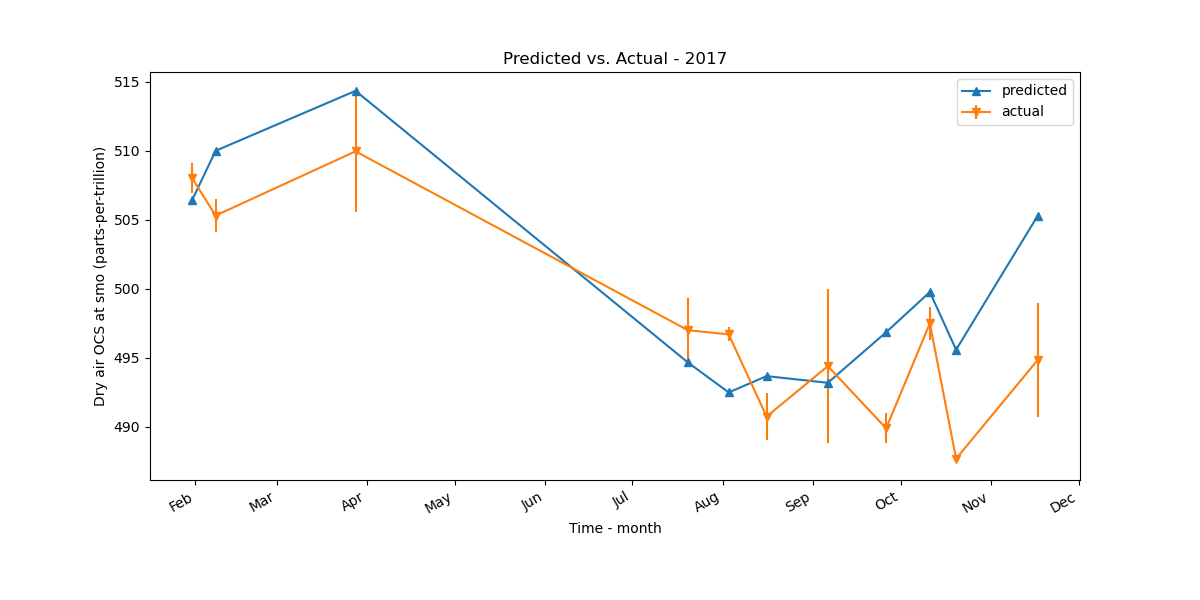 Predicted vs. Actual - 2017
predicted
actual
515
510
505
500
495
490
Dry air OCS at smo (parts-per-trillion)
Feb
Mar
Apr
May
Jun
Jul
Aug
Sep
Oct
Nov
Dec
Time - month